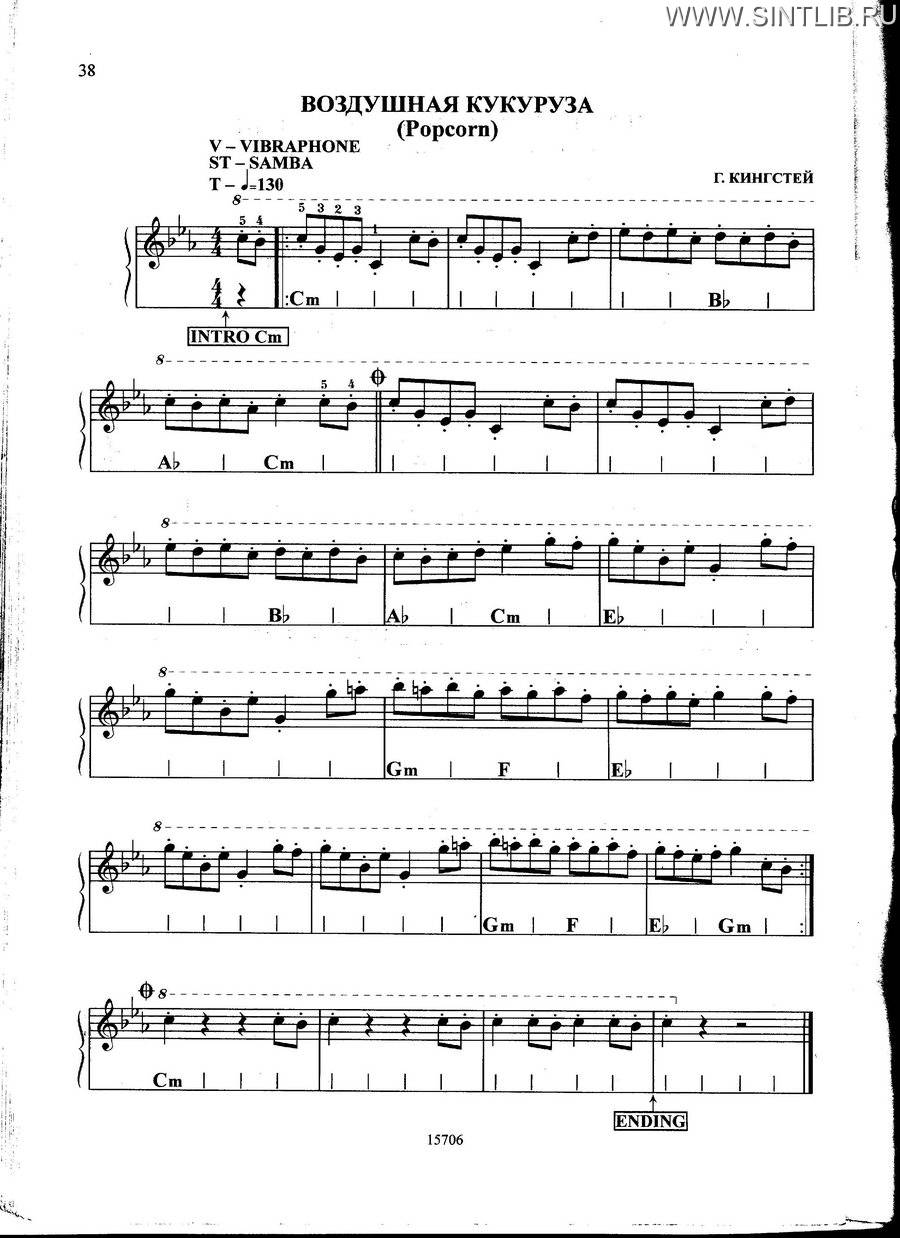 WWW.SINTLIB.RU
38
ВОЗДУШНАЯ КУКУРУЗА
(Popcorn)
V – VIBRAPHONE
ST – SAMBA
T – ♩=130
Г. КИНГСТЕЙ
8
5 4 5 3 2 3 1
4 4
4 4
Cm B♭
INTRO Cm
8
5 4
A♭ Cm
8
B♭ A♭ Cm E♭
8
Gm F E♭
8
Gm F E♭ Gm
8
Cm
ENDING
15706